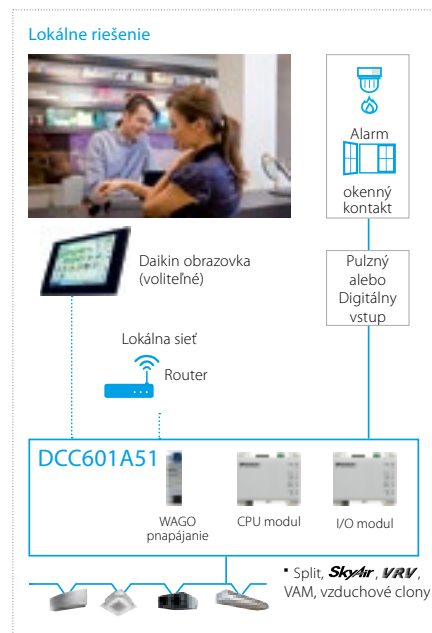 Lokálne riešenie
Alarm
okenný
kontakt
Daikin obrazovka
(voliteľné)
Pulzný
alebo
Digitálny
vstup
Lokálna sieť
Router
DCC601A51
WAGO
pnapájanie
CPU modul
I/O modul
▪ Split, SkyAir, VRV,
VAM, vzduchové clony